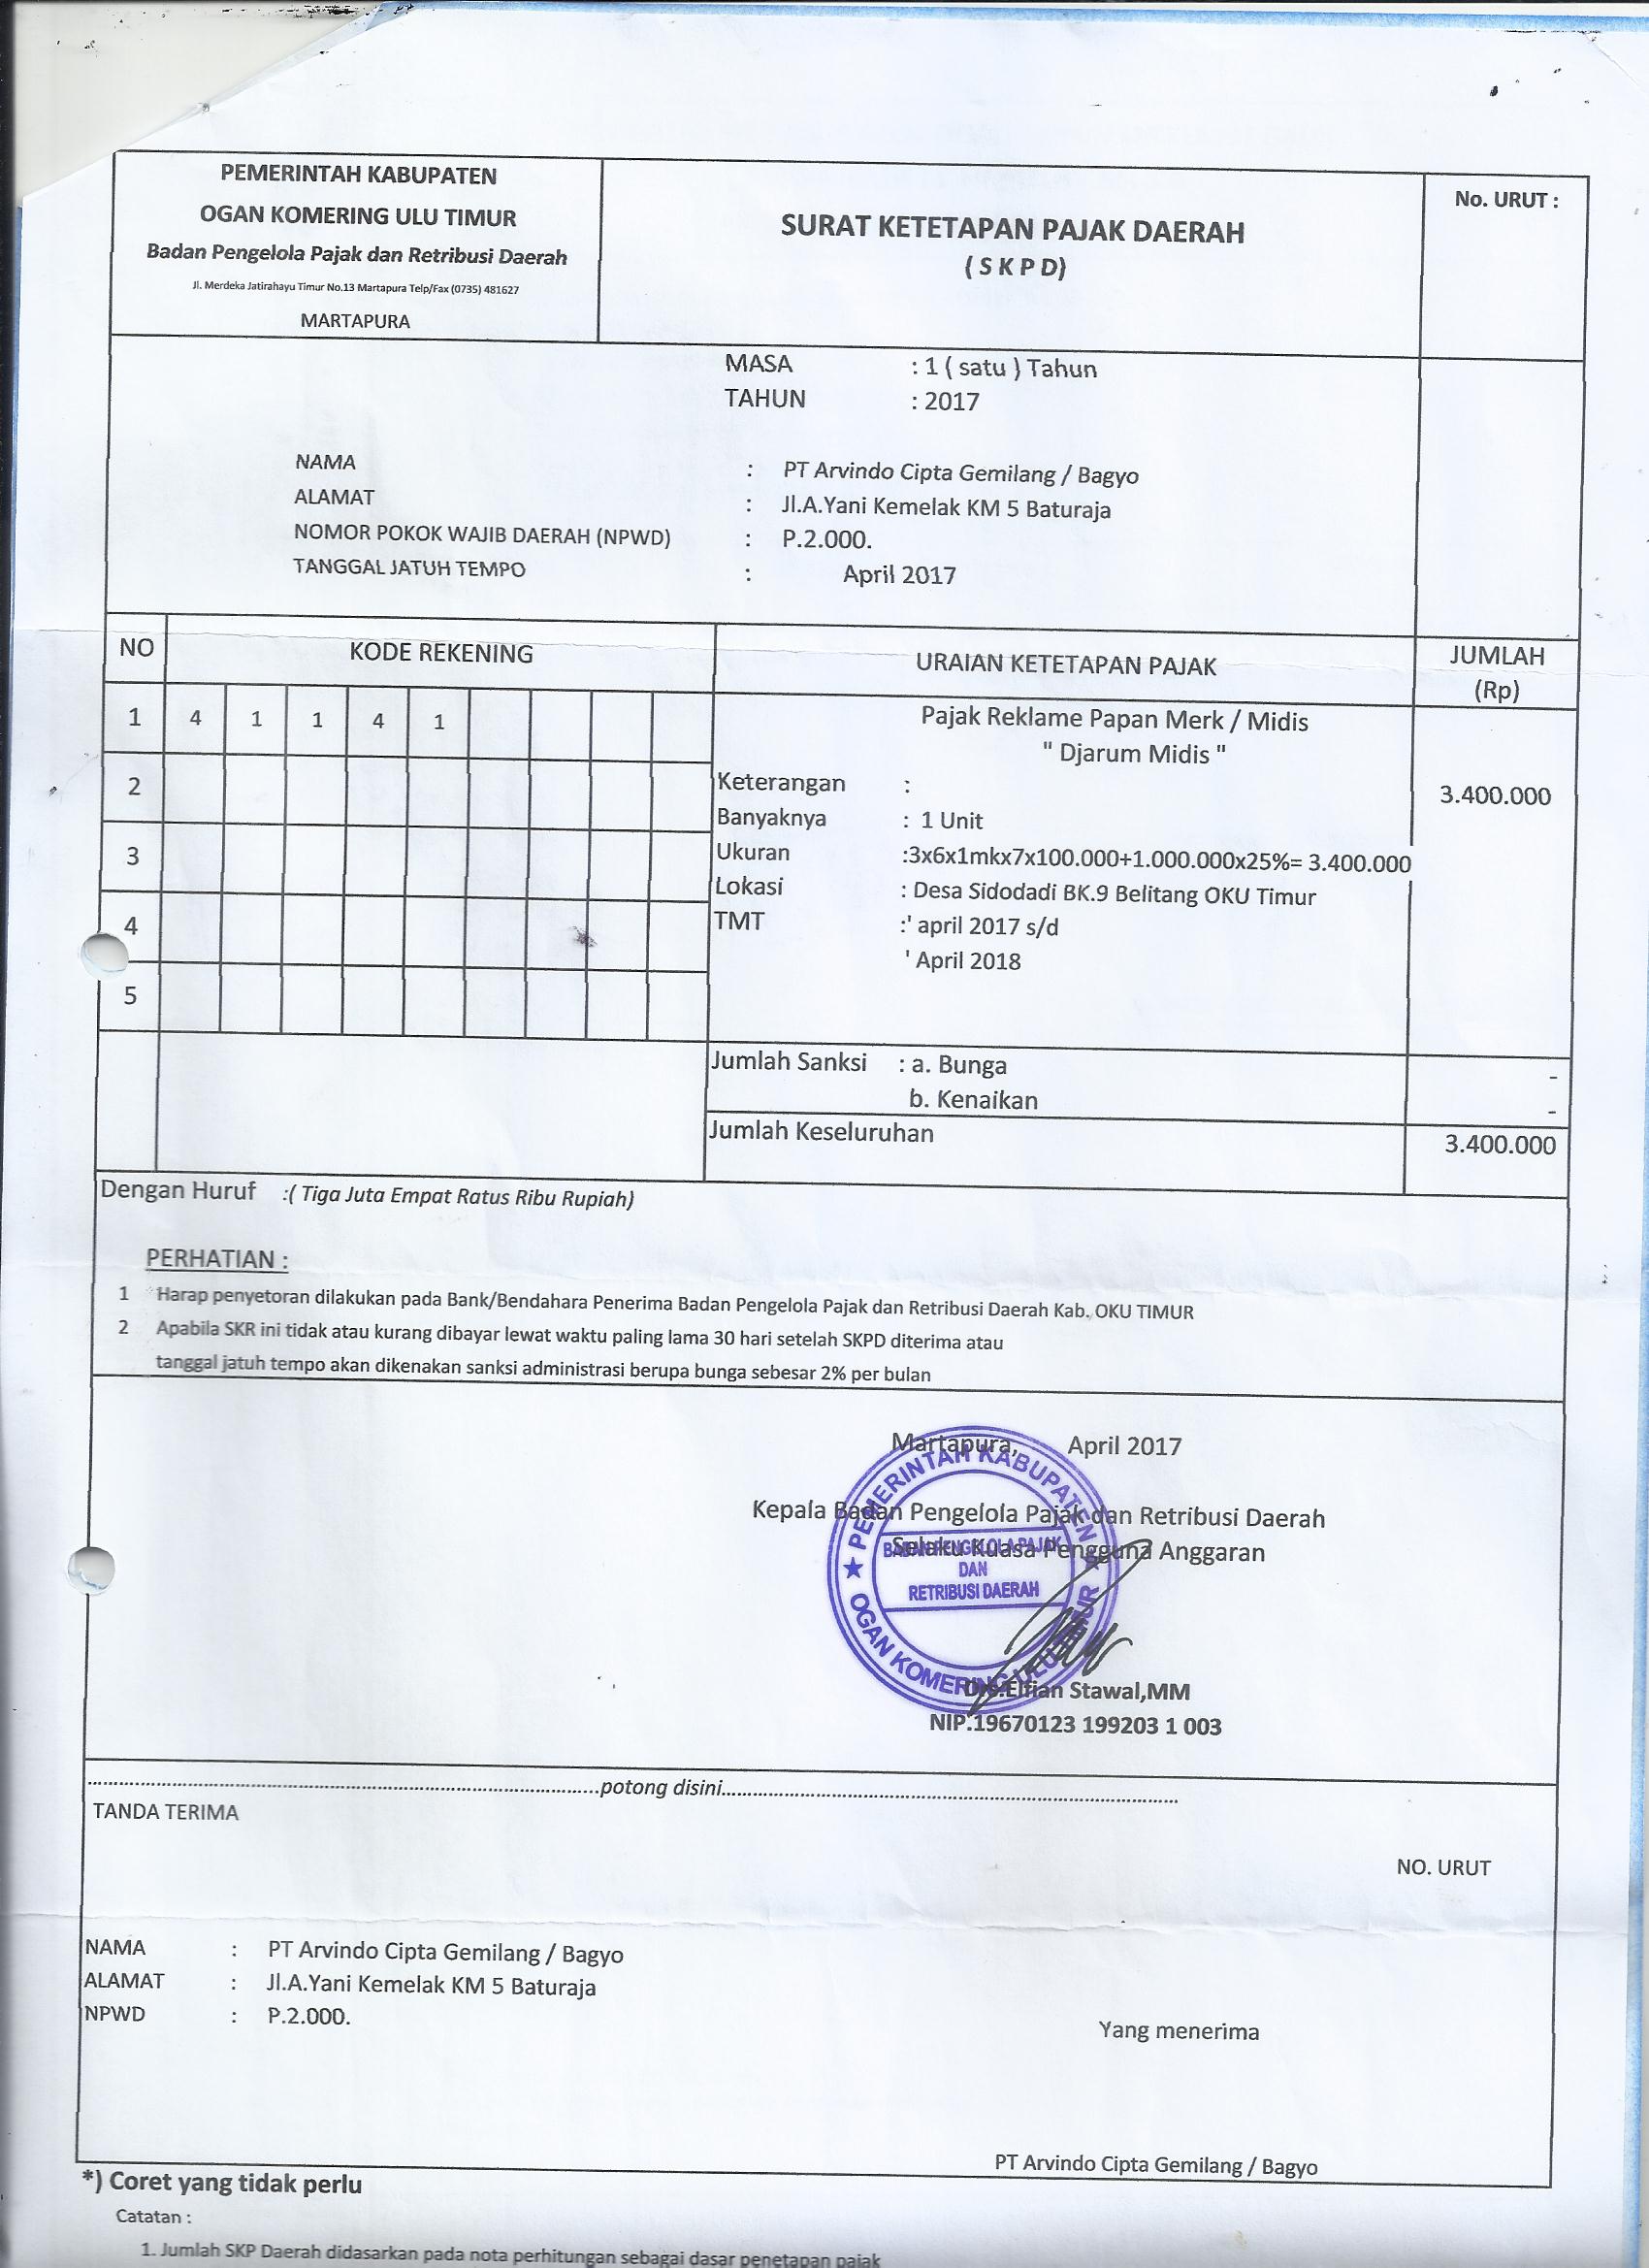 PEMERINTAH KABUPATEN
OGAN KOMERING ULU TIMUR
Badan Pengelola Pajak dan Retribusi Daerah
Jl. Merdeka Jatirahayu Timur No.13 Martapura Telp/Fax (0735) 481627
MARTAPURA
SURAT KETETAPAN PAJAK DAERAH
( S K P D)
No. URUT :
MASA : 1 ( satu ) Tahun
TAHUN : 2017
NAMA : PT Arvindo Cipta Gemilang / Bagyo
ALAMAT : Jl.A.Yani Kemelak KM 5 Baturaja
NOMOR POKOK WAJIB DAERAH (NPWD) : P.2.000.
TANGGAL JATUH TEMPO : April 2017
NO KODE REKENING URAIAN KETETAPAN PAJAK JUMLAH
(Rp)
1 4 1 1 4 1 Pajak Reklame Papan Merk / Midis
" Djarum Midis "
2 Keterangan : 3.400.000
Banyaknya : 1 Unit
3 Ukuran :3x6x1mkx7x100.000+1.000.000x25%= 3.400.000
Lokasi : Desa Sidodadi BK.9 Belitang OKU Timur
4 TMT :' april 2017 s/d
' April 2018
5
Jumlah Sanksi : a. Bunga -
b. Kenaikan -
Jumlah Keseluruhan 3.400.000
Dengan Huruf :( Tiga Juta Empat Ratus Ribu Rupiah)
PERHATIAN :
1 Harap penyetoran dilakukan pada Bank/Bendahara Penerima Badan Pengelola Pajak dan Retribusi Daerah Kab. OKU TIMUR
2 Apabila SKR ini tidak atau kurang dibayar lewat waktu paling lama 30 hari setelah SKPD diterima atau
tanggal jatuh tempo akan dikenakan sanksi administrasi berupa bunga sebesar 2% per bulan
Martapura, April 2017
Kepala Badan Pengelola Pajak dan Retribusi Daerah
Selaku Kuasa Pengguna Anggaran
PEMERINTAH KABUPATEN
BADAN PENGELOLA PAJAK
DAN
RETRIBUSI DAERAH
OGAN KOMERING ULU TIMUR
Drs.Elfian Stawal,MM
NIP.19670123 199203 1 003
potong disini
TANDA TERIMA
NO. URUT
NAMA : PT Arvindo Cipta Gemilang / Bagyo
ALAMAT : Jl.A.Yani Kemelak KM 5 Baturaja
NPWD : P.2.000.
Yang menerima
PT Arvindo Cipta Gemilang / Bagyo
*) Coret yang tidak perlu
Catatan :
1. Jumlah SKP Daerah didasarkan pada nota perhitungan sebagai dasar penetapan pajak